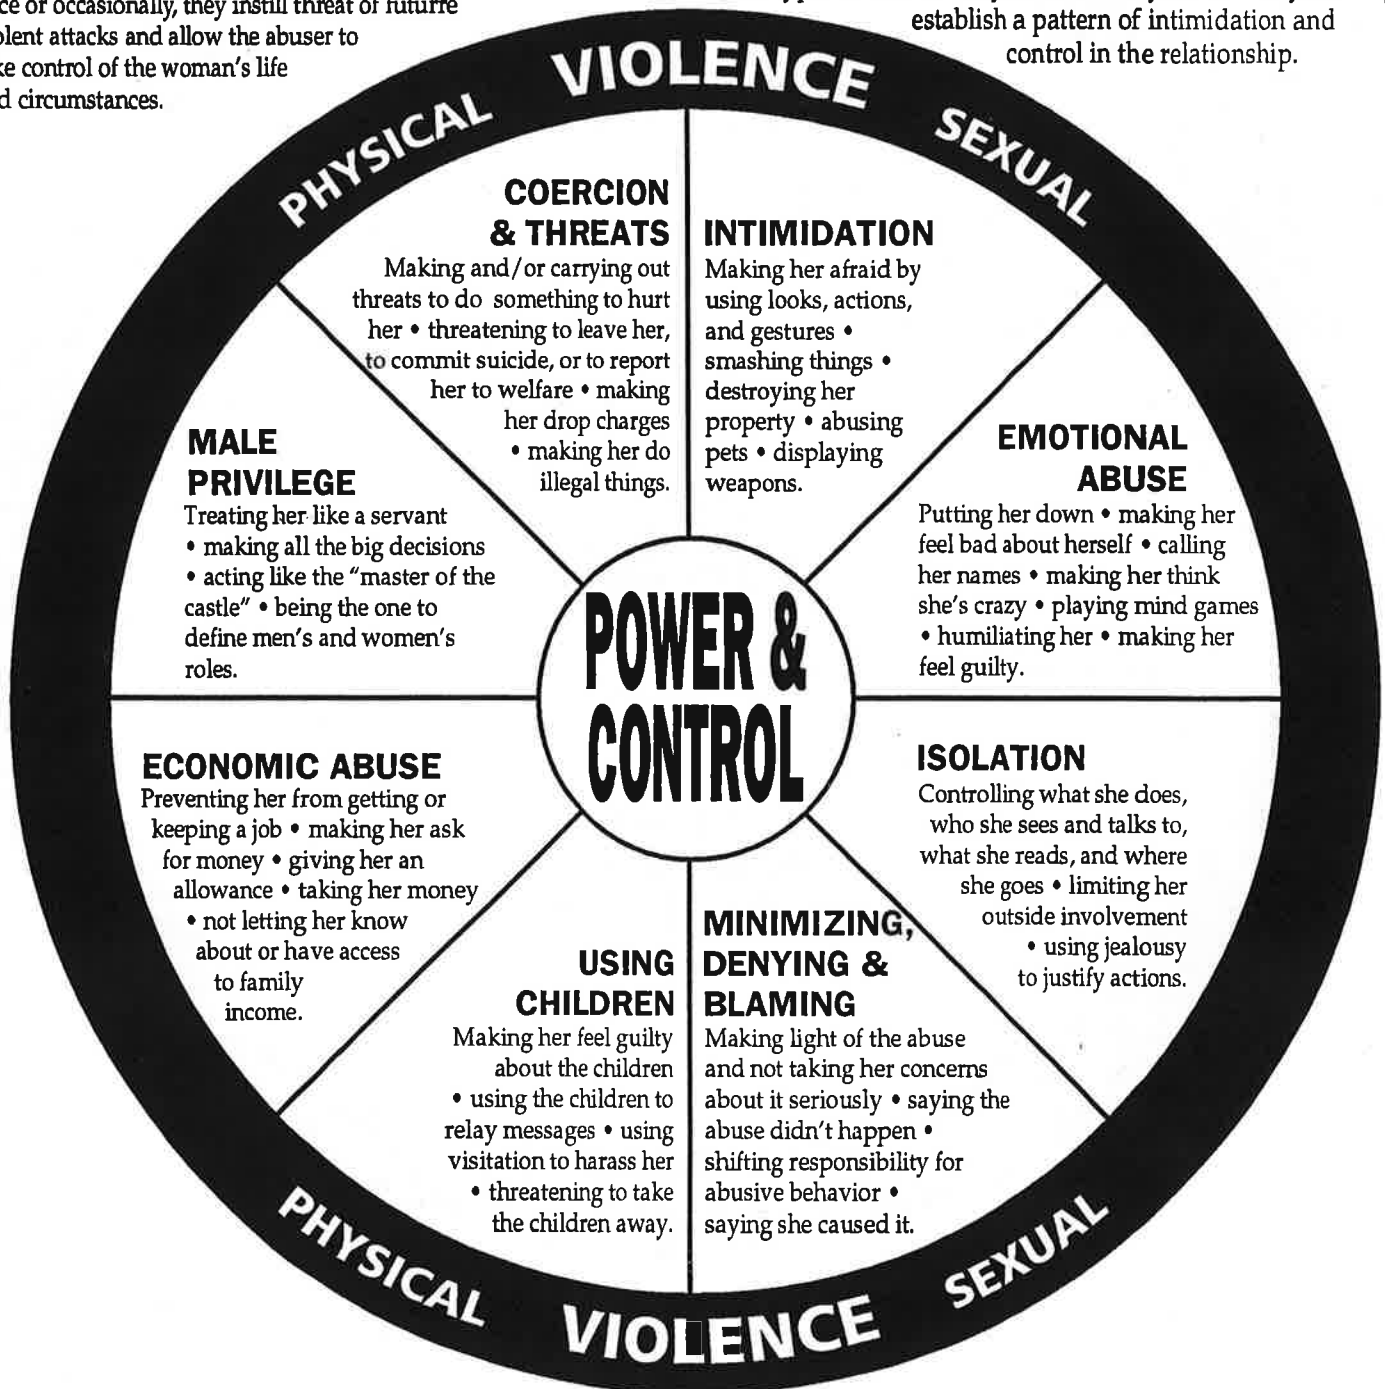 ce or occasionally, they instill threat of futurre
olent attacks and allow the abuser to
ke control of the woman's life
d circumstances.
establish a pattern of intimidation and
control in the relationship.
PHYSICAL VIOLENCE SEXUAL
COERCION
& THREATS
Making and/or carrying out
threats to do something to hurt
her • threatening to leave her,
to commit suicide, or to report
her to welfare • making
her drop charges
• making her do
illegal things.
INTIMIDATION
Making her afraid by
using looks, actions,
and gestures •
smashing things •
destroying her
property • abusing
pets • displaying
weapons.
MALE
PRIVILEGE
Treating her like a servant
• making all the big decisions
• acting like the "master of the
castle" • being the one to
define men's and women's
roles.
EMOTIONAL
ABUSE
Putting her down • making her
feel bad about herself • calling
her names • making her think
she's crazy • playing mind games
• humiliating her • making her
feel guilty.
POWER &
CONTROL
ECONOMIC ABUSE
Preventing her from getting or
keeping a job • making her ask
for money • giving her an
allowance • taking her money
• not letting her know
about or have access
to family
income.
ISOLATION
Controlling what she does,
who she sees and talks to,
what she reads, and where
she goes • limiting her
outside involvement
• using jealousy
to justify actions.
USING
CHILDREN
Making her feel guilty
about the children
• using the children to
relay messages • using
visitation to harass her
• threatening to take
the children away.
MINIMIZING,
DENYING &
BLAMING
Making light of the abuse
and not taking her concerns
about it seriously • saying the
abuse didn't happen •
shifting responsibility for
abusive behavior •
saying she caused it.
PHYSICAL VIOLENCE SEXUAL